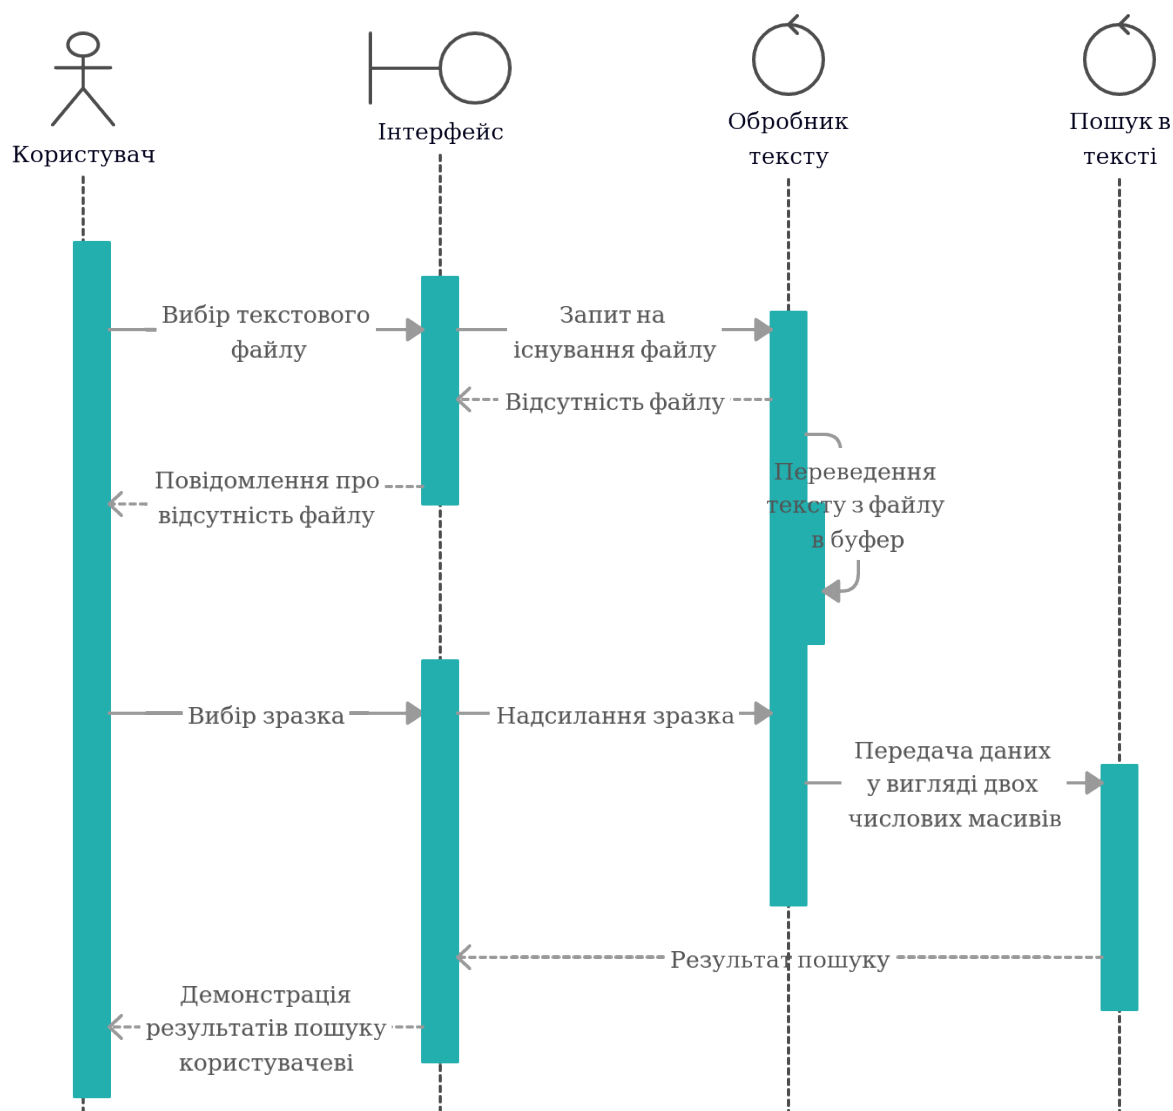 Користувач
Інтерфейс
Обробник
тексту
Пошук в
тексті
Вибір текстового
файлу
Запит на
існування файлу
Відсутність файлу
Повідомлення про
відсутність файлу
Переведення
тексту з файлу
в буфер
Вибір зразка
Надсилання зразка
Передача даних
у вигляді двох
числових масивів
Результат пошуку
Демонстрація
результатів пошуку
користувачеві